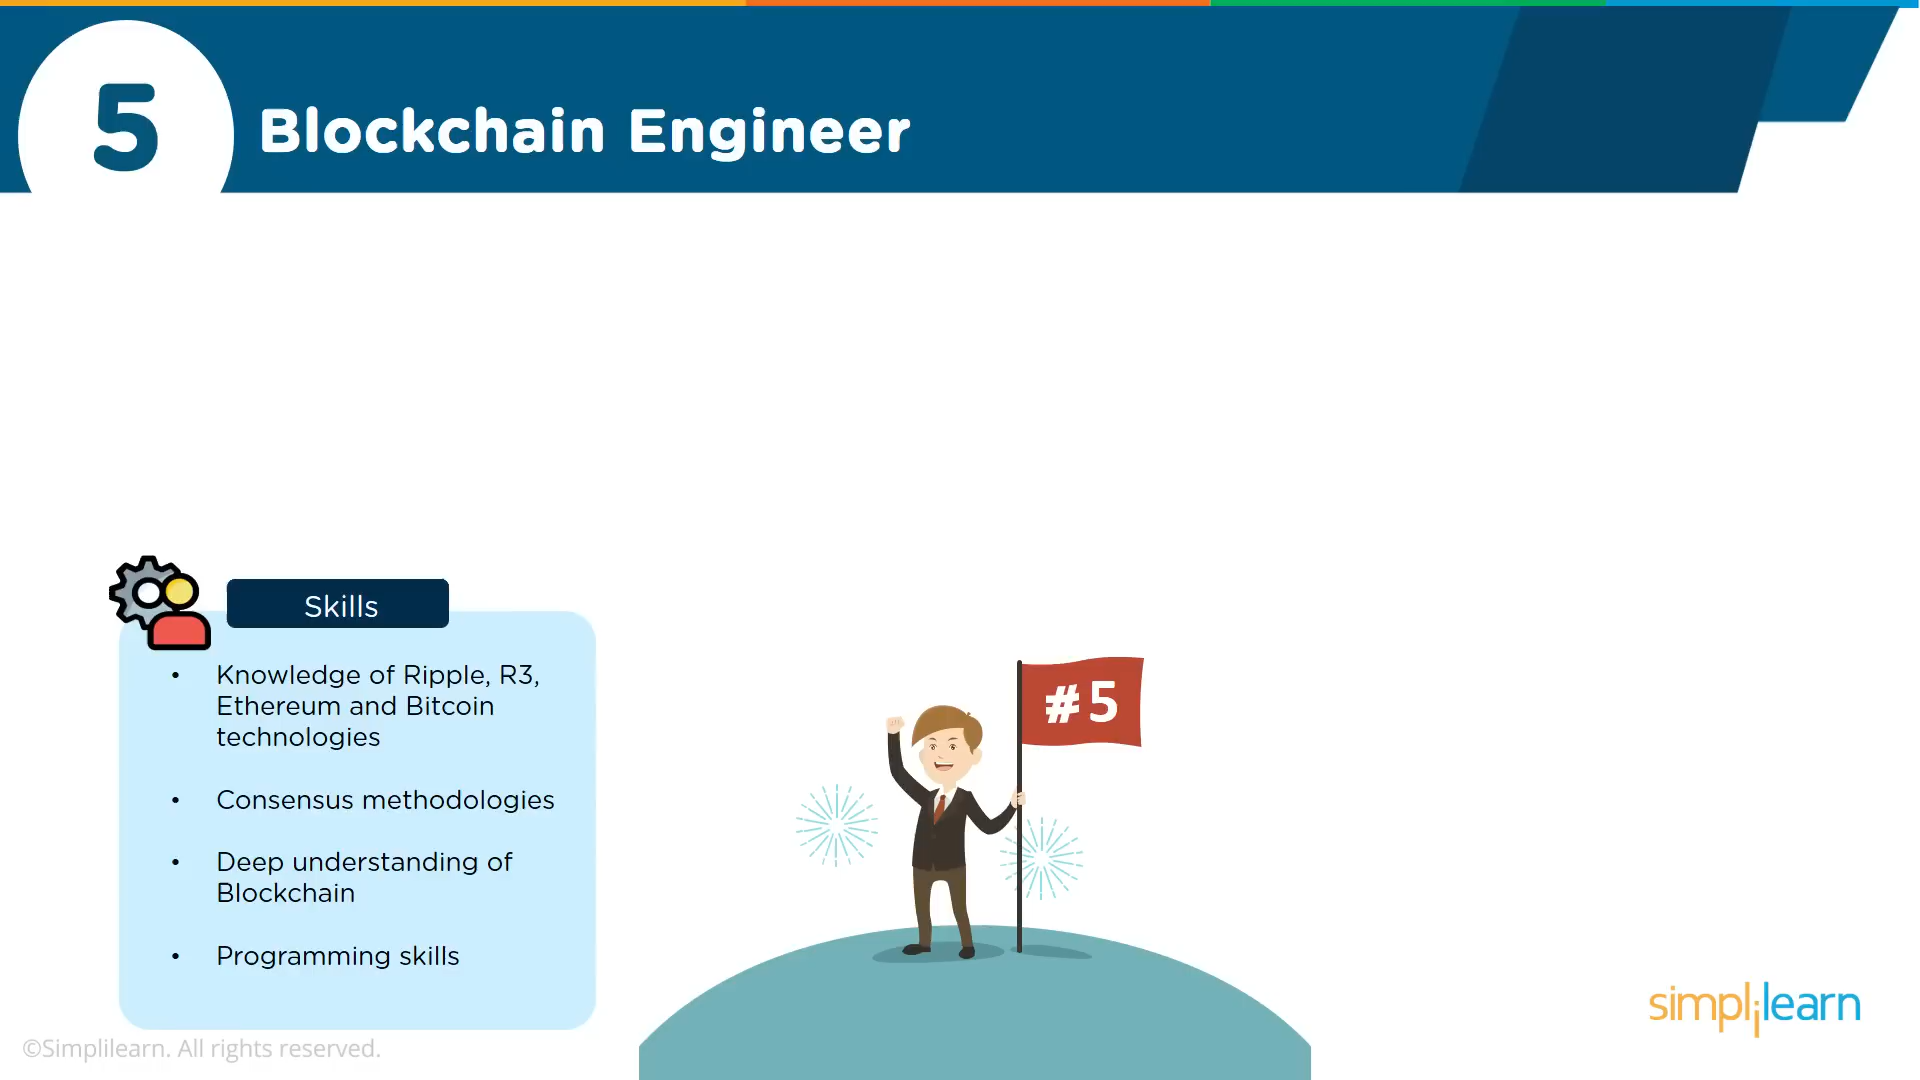 5
Blockchain Engineer
Skills
• Knowledge of Ripple, R3,
Ethereum and Bitcoin
technologies
• Consensus methodologies
• Deep understanding of
Blockchain
• Programming skills
#5
simplilearn
©Simplilearn. All rights reserved.